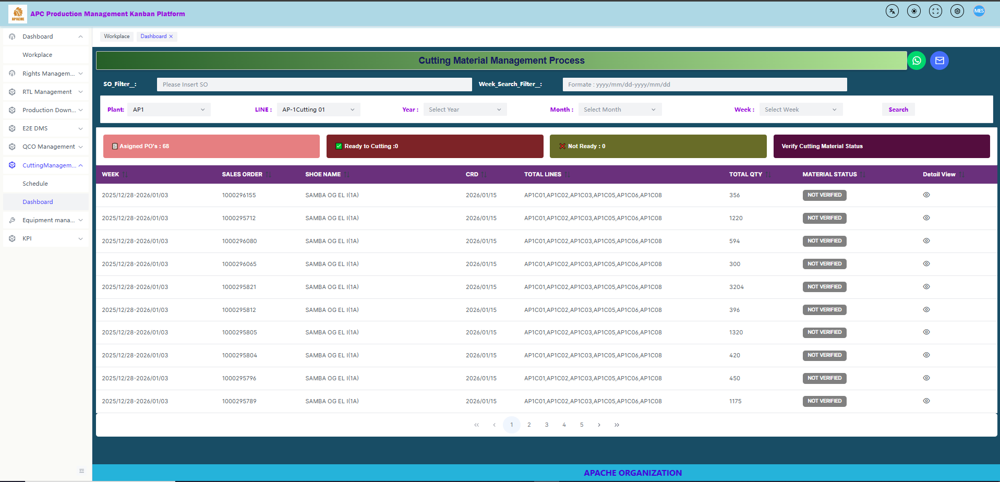 APACHE
APC Production Management Kanban Platform
MES
Dashboard
Workplace
Rights Managem...
RTL Management
Production Down...
E2E DMS
QCO Management
CuttingManagem...
Schedule
Dashboard
Equipment mana...
KPI
Workplace Dashboard ×
Cutting Material Management Process
SO_Filter_: Please Insert SO Week_Search_Filter_: Formate : yyyy/mm/dd-yyyy/mm/dd
Plant: AP1 LINE : AP-1Cutting 01 Year : Select Year Month : Select Month Week : Select Week Search
Asigned PO's : 68 Ready to Cutting :0 Not Ready : 0 Verify Cutting Material Status
WEEK SALES ORDER SHOE NAME CRD TOTAL LINES TOTAL QTY MATERIAL STATUS Detail View
2025/12/28-2026/01/03 1000296155 SAMBA OG EL I(1A) 2026/01/15 AP1C01,AP1C02,AP1C03,AP1C05,AP1C06,AP1C08 356 NOT VERIFIED
2025/12/28-2026/01/03 1000295712 SAMBA OG EL I(1A) 2026/01/15 AP1C01,AP1C02,AP1C03,AP1C05,AP1C06,AP1C08 1220 NOT VERIFIED
2025/12/28-2026/01/03 1000296080 SAMBA OG EL I(1A) 2026/01/15 AP1C01,AP1C02,AP1C03,AP1C05,AP1C06,AP1C08 594 NOT VERIFIED
2025/12/28-2026/01/03 1000296065 SAMBA OG EL I(1A) 2026/01/15 AP1C01,AP1C02,AP1C03,AP1C05,AP1C06,AP1C08 300 NOT VERIFIED
2025/12/28-2026/01/03 1000295821 SAMBA OG EL I(1A) 2026/01/15 AP1C01,AP1C02,AP1C03,AP1C05,AP1C06,AP1C08 3204 NOT VERIFIED
2025/12/28-2026/01/03 1000295812 SAMBA OG EL I(1A) 2026/01/15 AP1C01,AP1C02,AP1C03,AP1C05,AP1C06,AP1C08 396 NOT VERIFIED
2025/12/28-2026/01/03 1000295805 SAMBA OG EL I(1A) 2026/01/15 AP1C01,AP1C02,AP1C03,AP1C05,AP1C06,AP1C08 1320 NOT VERIFIED
2025/12/28-2026/01/03 1000295804 SAMBA OG EL I(1A) 2026/01/15 AP1C01,AP1C02,AP1C03,AP1C05,AP1C06,AP1C08 420 NOT VERIFIED
2025/12/28-2026/01/03 1000295796 SAMBA OG EL I(1A) 2026/01/15 AP1C01,AP1C02,AP1C03,AP1C05,AP1C06,AP1C08 450 NOT VERIFIED
2025/12/28-2026/01/03 1000295789 SAMBA OG EL I(1A) 2026/01/15 AP1C01,AP1C02,AP1C03,AP1C05,AP1C06,AP1C08 1175 NOT VERIFIED
« ‹ 1 2 3 4 5 › »
APACHE ORGANIZATION